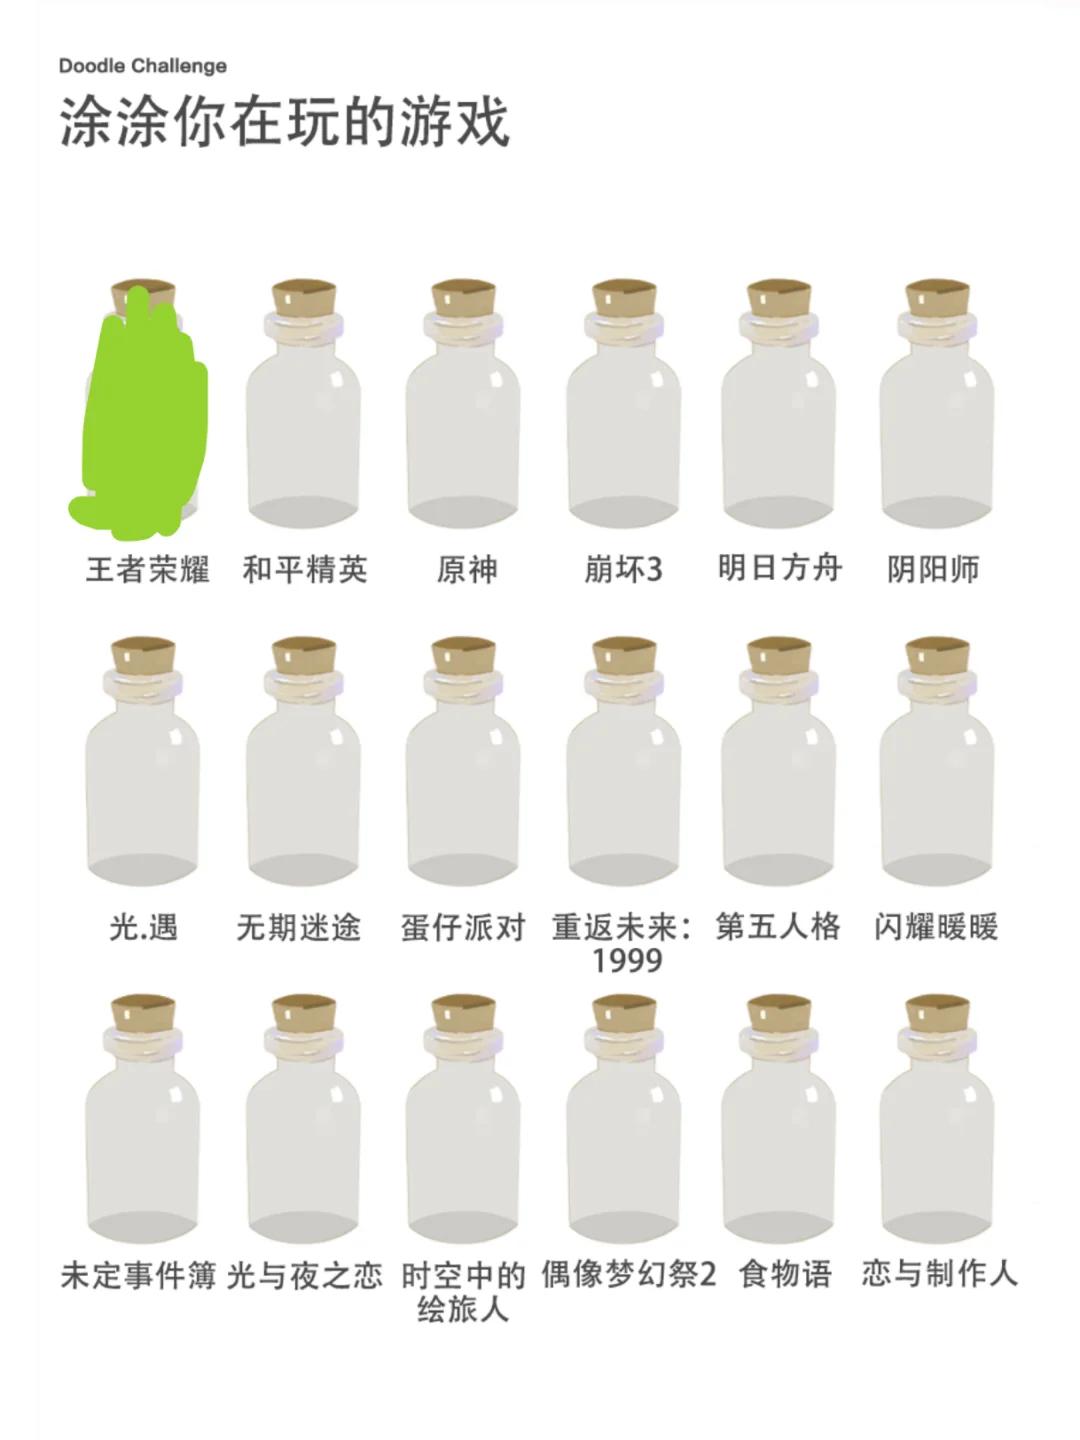 Doodle Challenge
涂涂你在玩的游戏
王者荣耀 和平精英 原神 崩坏3 明日方舟 阴阳师
光.遇 无期迷途 蛋仔派对 重返未来： 第五人格 闪耀暖暖
1999
未定事件簿 光与夜之恋 时空中的 偶像梦幻祭2 食物语 恋与制作人
绘旅人